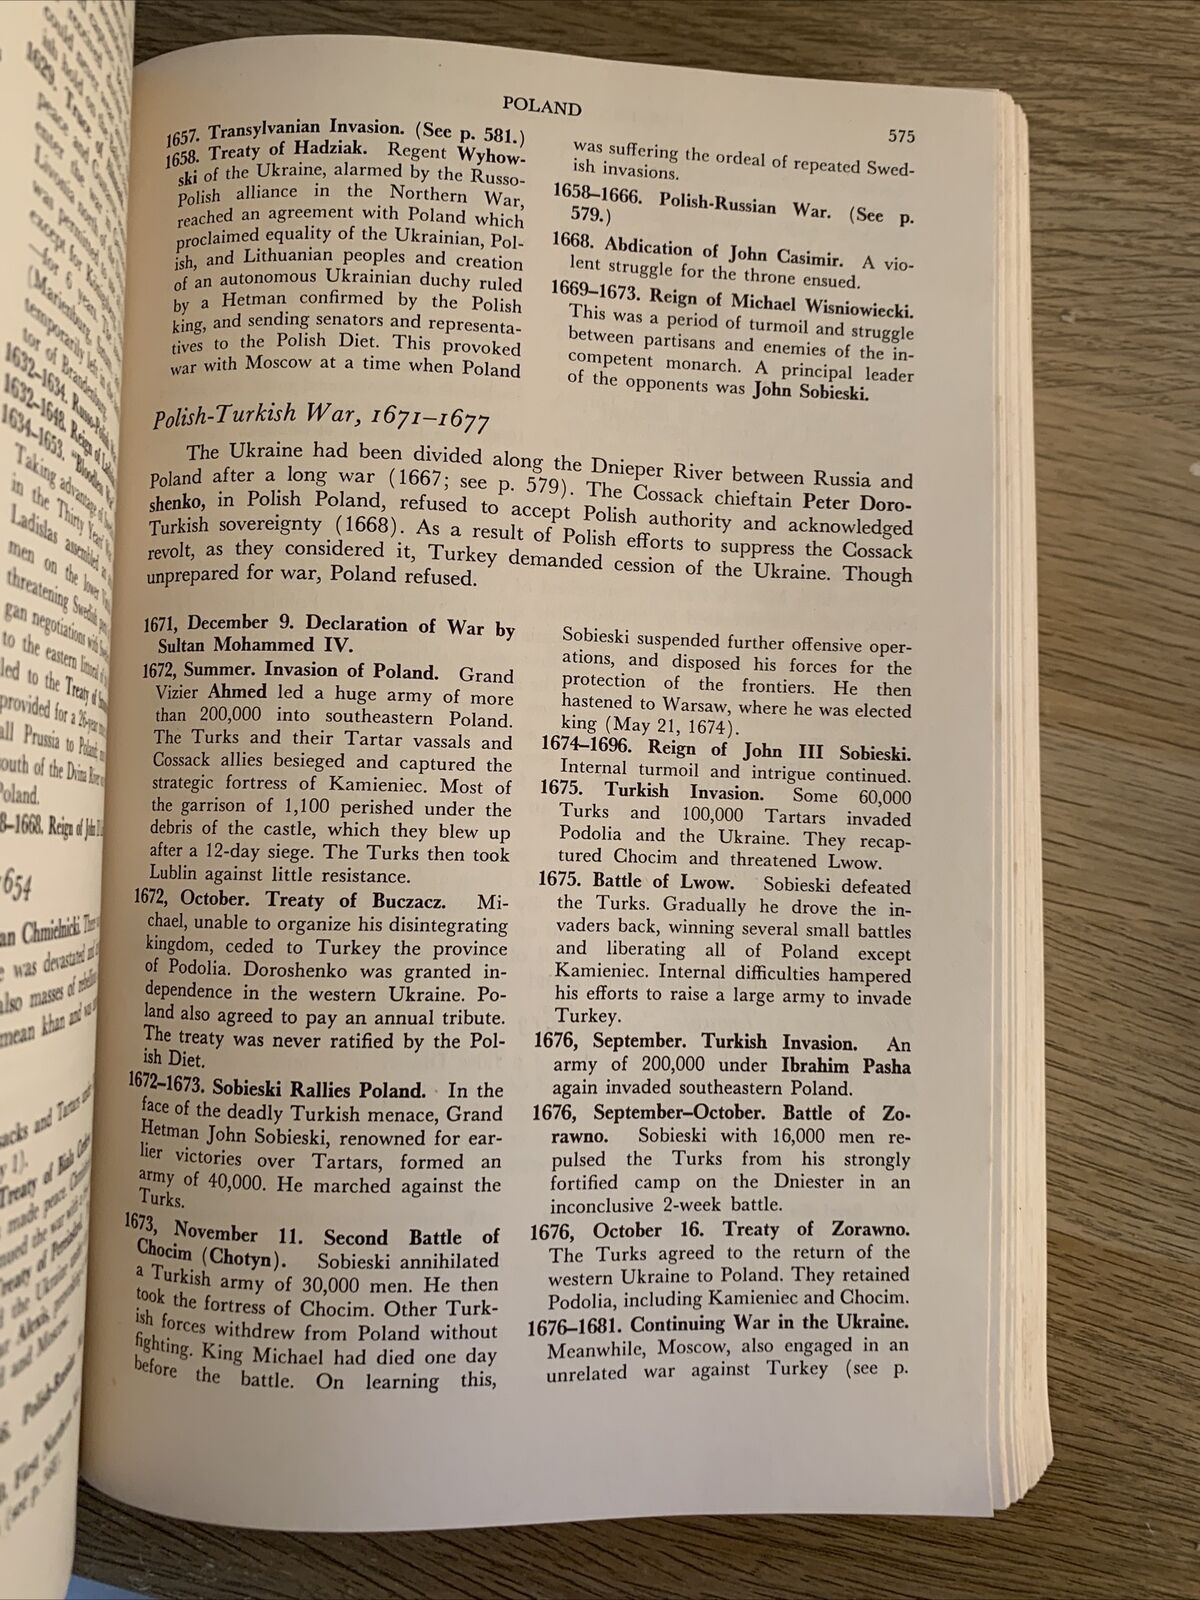 POLAND
575
1657. Transylvanian Invasion. (See p. 581.)
1658. Treaty of Hadziak. Regent Wyhow-
ski of the Ukraine, alarmed by the Russo-
Polish alliance in the Northern War,
reached an agreement with Poland which
proclaimed equality of the Ukrainian, Pol-
ish, and Lithuanian peoples and creation
of an autonomous Ukrainian duchy ruled
by a Hetman confirmed by the Polish
king, and sending senators and representa-
tives to the Polish Diet. This provoked
war with Moscow at a time when Poland
was suffering the ordeal of repeated Swed-
ish invasions.
1658–1666. Polish-Russian War. (See p.
579.)
1668. Abdication of John Casimir. A vio-
lent struggle for the throne ensued.
1669–1673. Reign of Michael Wisniowiecki.
This was a period of turmoil and struggle
between partisans and enemies of the in-
competent monarch. A principal leader
of the opponents was John Sobieski.
Polish-Turkish War, 1671–1677
The Ukraine had been divided along the Dnieper River between Russia and
Poland after a long war (1667; see p. 579). The Cossack chieftain Peter Doro-
shenko, in Polish Poland, refused to accept Polish authority and acknowledged
Turkish sovereignty (1668). As a result of Polish efforts to suppress the Cossack
revolt, as they considered it, Turkey demanded cession of the Ukraine. Though
unprepared for war, Poland refused.
1671, December 9. Declaration of War by
Sultan Mohammed IV.
1672, Summer. Invasion of Poland. Grand
Vizier Ahmed led a huge army of more
than 200,000 into southeastern Poland.
The Turks and their Tartar vassals and
Cossack allies besieged and captured the
strategic fortress of Kamieniec. Most of
the garrison of 1,100 perished under the
debris of the castle, which they blew up
after a 12-day siege. The Turks then took
Lublin against little resistance.
1672, October. Treaty of Buczacz. Mi-
chael, unable to organize his disintegrating
kingdom, ceded to Turkey the province
of Podolia. Doroshenko was granted in-
dependence in the western Ukraine. Po-
land also agreed to pay an annual tribute.
The treaty was never ratified by the Pol-
ish Diet.
1672–1673. Sobieski Rallies Poland. In the
face of the deadly Turkish menace, Grand
Hetman John Sobieski, renowned for ear-
lier victories over Tartars, formed an
army of 40,000. He marched against the
Turks.
1673, November 11. Second Battle of
Chocim (Chotyn). Sobieski annihilated
a Turkish army of 30,000 men. He then
took the fortress of Chocim. Other Turk-
ish forces withdrew from Poland without
fighting. King Michael had died one day
before the battle. On learning this,
Sobieski suspended further offensive oper-
ations, and disposed his forces for the
protection of the frontiers. He then
hastened to Warsaw, where he was elected
king (May 21, 1674).
1674–1696. Reign of John III Sobieski.
Internal turmoil and intrigue continued.
1675. Turkish Invasion. Some 60,000
Turks and 100,000 Tartars invaded
Podolia and the Ukraine. They recap-
tured Chocim and threatened Lwow.
1675. Battle of Lwow. Sobieski defeated
the Turks. Gradually he drove the in-
vaders back, winning several small battles
and liberating all of Poland except
Kamieniec. Internal difficulties hampered
his efforts to raise a large army to invade
Turkey.
1676, September. Turkish Invasion. An
army of 200,000 under Ibrahim Pasha
again invaded southeastern Poland.
1676, September–October. Battle of Zo-
rawno. Sobieski with 16,000 men re-
pulsed the Turks from his strongly
fortified camp on the Dniester in an
inconclusive 2-week battle.
1676, October 16. Treaty of Zorawno.
The Turks agreed to the return of the
western Ukraine to Poland. They retained
Podolia, including Kamieniec and Chocim.
1676–1681. Continuing War in the Ukraine.
Meanwhile, Moscow, also engaged in an
unrelated war against Turkey (see p.